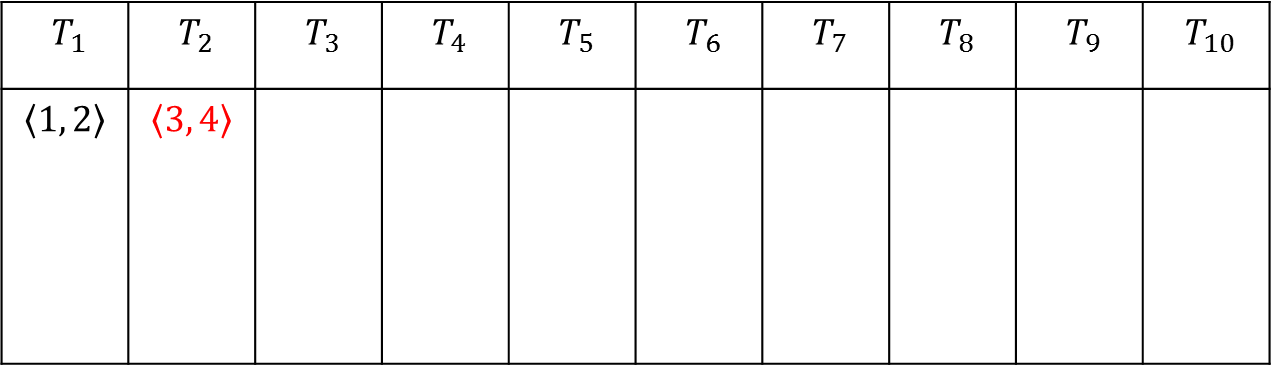 T₁ T₂ T₃ T₄ T₅ T₆ T₇ T₈ T₉ T₁₀
⟨1, 2⟩ ⟨3, 4⟩